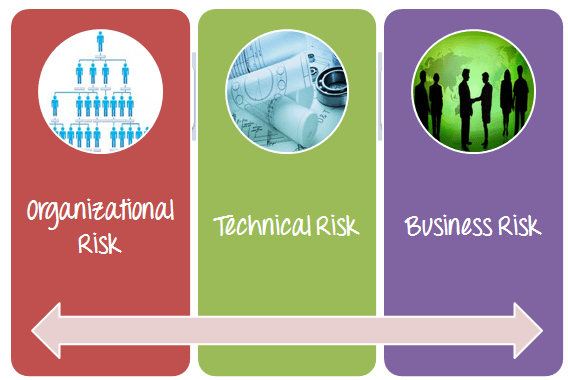 Organizational
Risk
Technical Risk
Business Risk